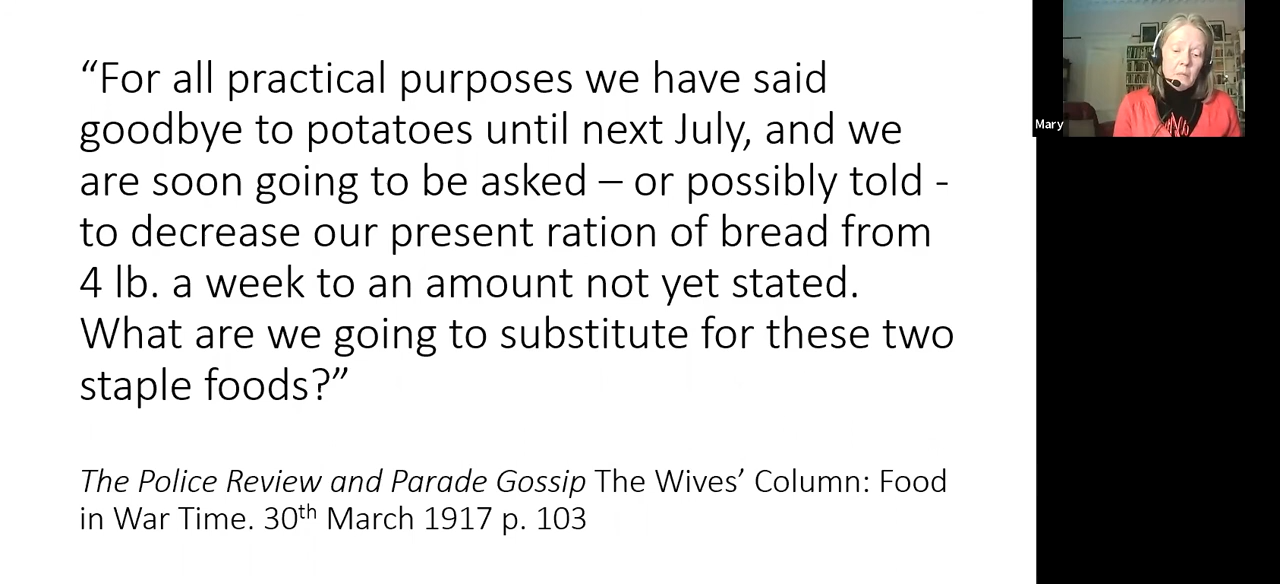 “For all practical purposes we have said
goodbye to potatoes until next July, and we
are soon going to be asked – or possibly told -
to decrease our present ration of bread from
4 lb. a week to an amount not yet stated.
What are we going to substitute for these two
staple foods?”
The Police Review and Parade Gossip The Wives’ Column: Food
in War Time. 30th March 1917 p. 103
Mary